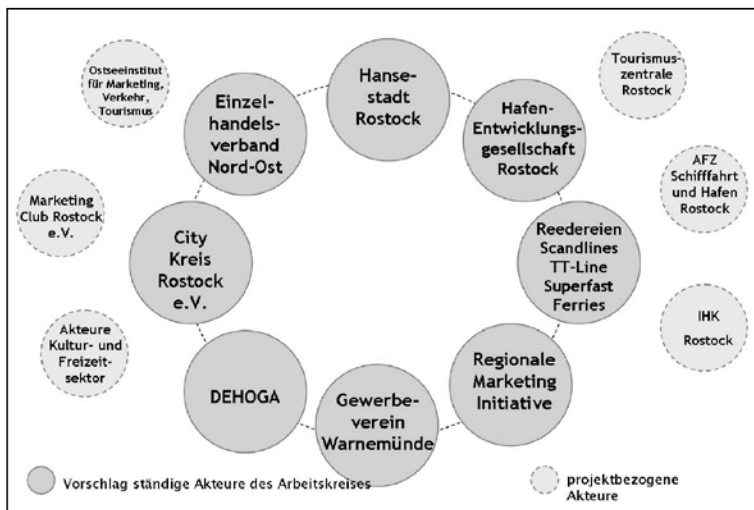 Ostseeinstitut
für Marketing,
Verkehr,
Tourismus
Einzel-
handels-
verband
Nord-Ost
Hanse-
stadt
Rostock
Hafen-
Entwicklungs-
gesellschaft
Rostock
Tourismus-
zentrale
Rostock
Marketing
Club Rostock
e.V.
City
Kreis
Rostock
e.V.
Reedereien
Scandlines
TT-Line
Superfast
Ferries
AFZ
Schifffahrt
und Hafen
Rostock
Akteure
Kultur- und
Freizeit-
sektor
DEHOGA
Gewerbe-
verein
Warnemünde
Regionale
Marketing
Initiative
IHK
Rostock
Vorschlag ständige Akteure des Arbeitskreises
projektbezogene
Akteure